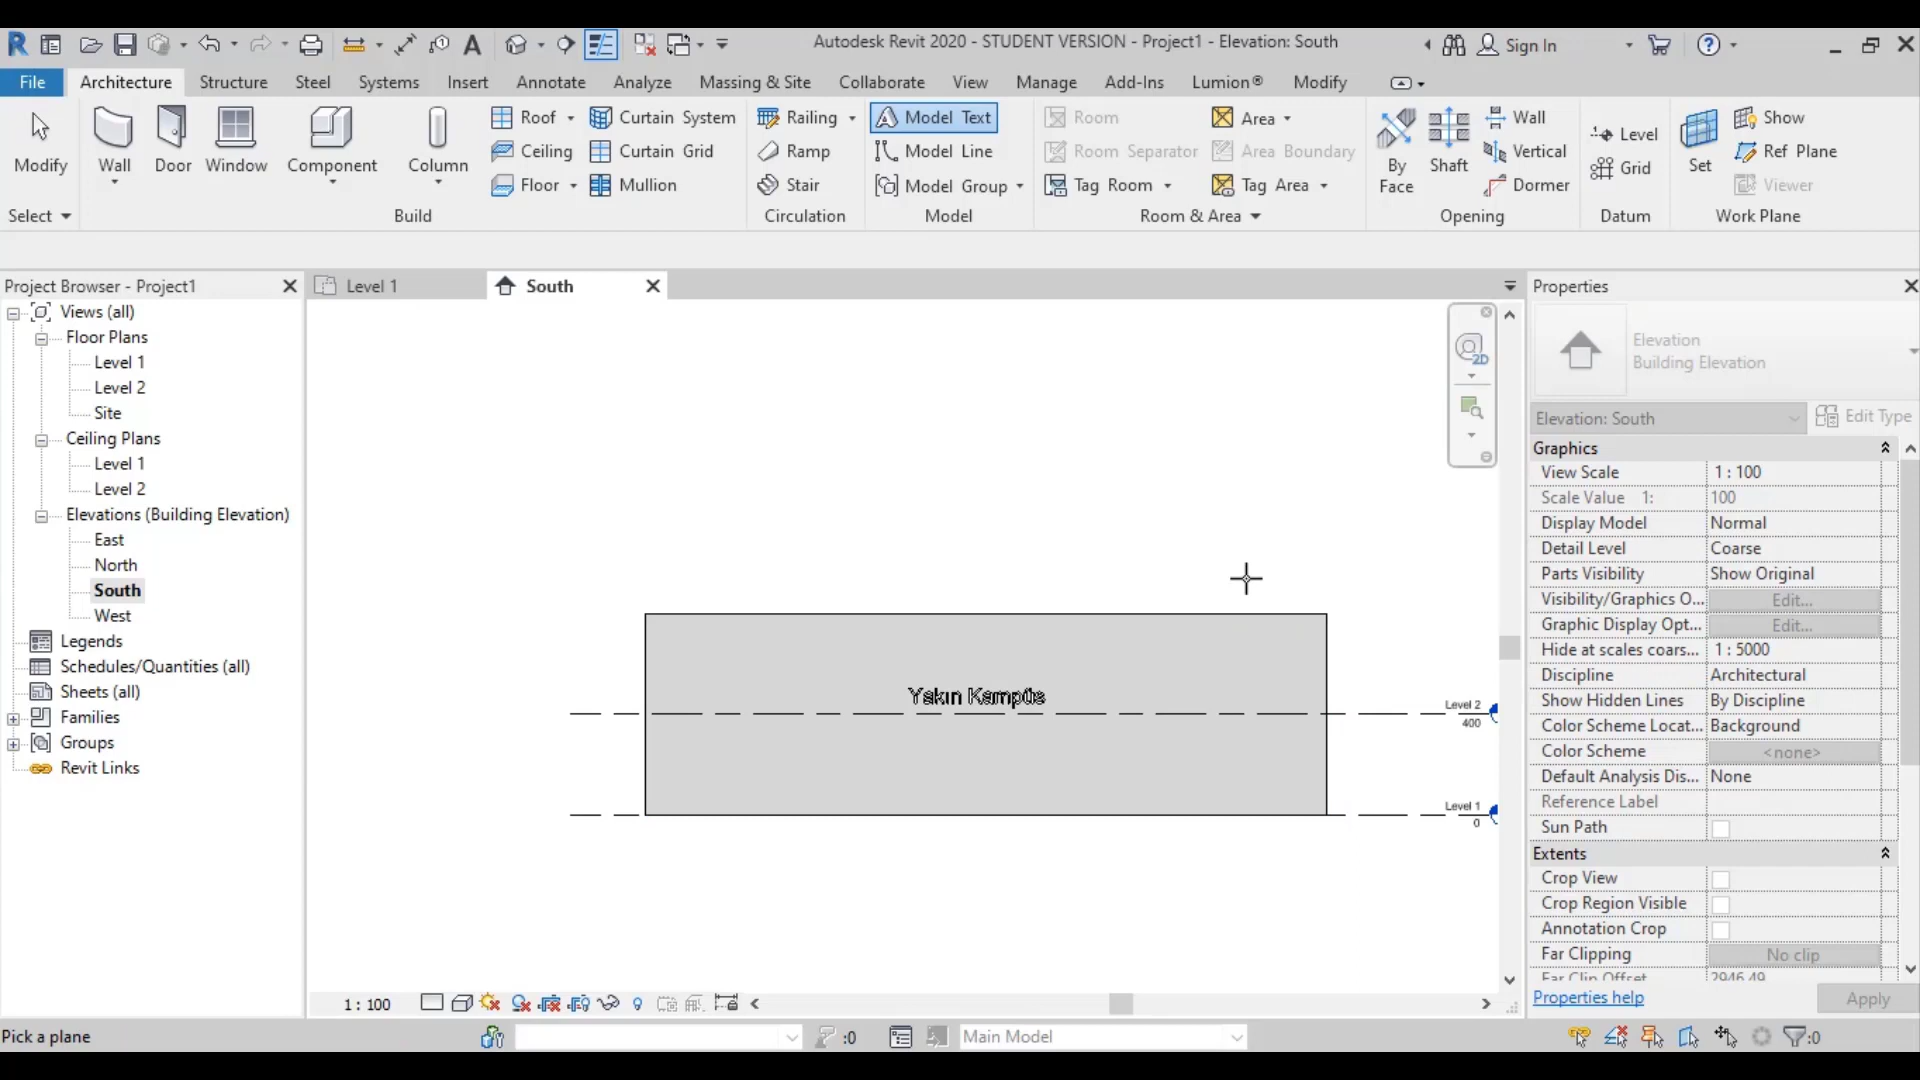 Autodesk Revit 2020 - STUDENT VERSION - Project1 - Elevation: South
Sign In
File Architecture Structure Steel Systems Insert Annotate Analyze Massing & Site Collaborate View Manage Add-Ins Lumion® Modify
Modify
Wall
Door
Window
Component
Column
Roof
Ceiling
Floor
Curtain System
Curtain Grid
Mullion
Railing
Ramp
Stair
Model Text
Model Line
Model Group
Room
Room Separator
Tag Room
Area
Area Boundary
Tag Area
By Face
Shaft
Wall
Vertical
Dormer
Level
Grid
Set
Show
Ref Plane
Viewer
Select
Build
Circulation
Model
Room & Area
Opening
Datum
Work Plane
Project Browser - Project1
Views (all)
Floor Plans
Level 1
Level 2
Site
Ceiling Plans
Level 1
Level 2
Elevations (Building Elevation)
East
North
South
West
Legends
Schedules/Quantities (all)
Sheets (all)
Families
Groups
Revit Links
Level 1
South
2D
Yakın Kampüs
Level 2
400
Level 1
0
Properties
Elevation
Building Elevation
Elevation: South
Edit Type
Graphics
View Scale 1 : 100
Scale Value 1: 100
Display Model Normal
Detail Level Coarse
Parts Visibility Show Original
Visibility/Graphics O... Edit...
Graphic Display Opt... Edit...
Hide at scales coars... 1 : 5000
Discipline Architectural
Show Hidden Lines By Discipline
Color Scheme Locat... Background
Color Scheme <none>
Default Analysis Dis... None
Reference Label
Sun Path
Extents
Crop View
Crop Region Visible
Annotation Crop
Far Clipping No clip
Far Clip Offset 2946.49
Properties help
Apply
1 : 100
Pick a plane
:0
Main Model
:0